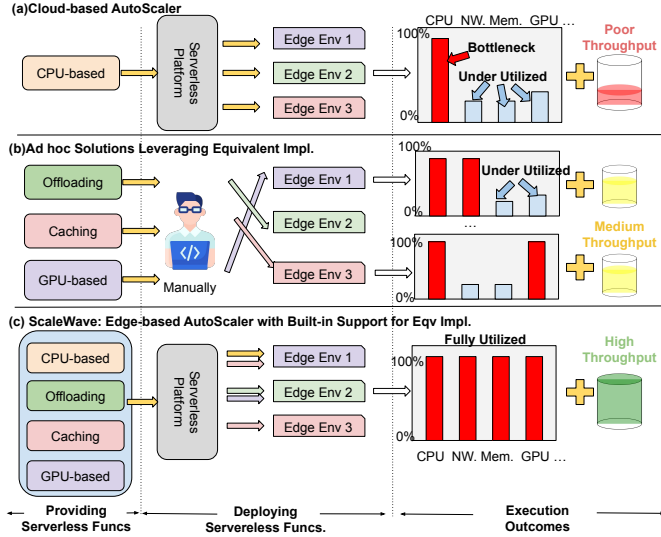 (a)Cloud-based AutoScaler
CPU NW. Mem. GPU ...
CPU-based
Serverless
Platform
Edge Env 1
Edge Env 2
Edge Env 3
100%
0%
Bottleneck
Under Utilized
Poor
Throughput
(b)Ad hoc Solutions Leveraging Equivalent Impl.
Offloading
Caching
GPU-based
</>
Manually
Edge Env 1
Edge Env 2
Edge Env 3
100%
0%
Under Utilized
...
100%
0%
Medium
Throughput
(c) ScaleWave: Edge-based AutoScaler with Built-in Support for Eqv Impl.
CPU-based
Offloading
Caching
GPU-based
Serverless
Platform
Edge Env 1
Edge Env 2
Edge Env 3
Fully Utilized
100%
0%
CPU NW. Mem. GPU ...
High
Throughput
Providing
Serverless Funcs
Deploying
Servereless Funcs.
Execution
Outcomes